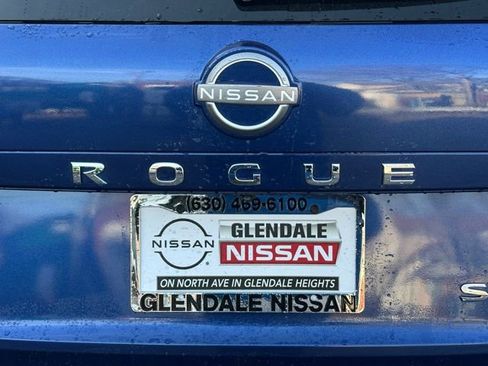 NISSAN
ROGUE
(630) 469-6100
NISSAN
GLENDALE
NISSAN
ON NORTH AVE IN GLENDALE HEIGHTS
GLENDALE NISSAN
S